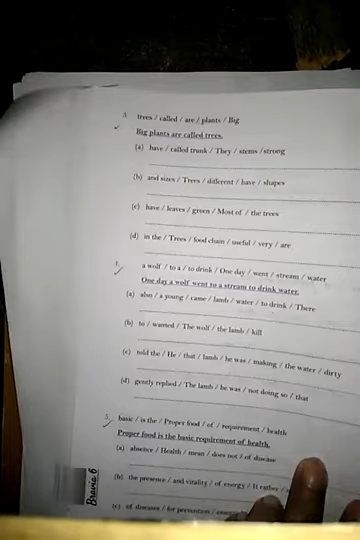 3. trees / called / are / plants / Big
Big plants are called trees.
(a) have / called trunk / They / stems / strong
(b) and sizes / Trees / different / have / shapes
(c) have / leaves / green / Most of / the trees
(d) in the / Trees / food chain / useful / very / are
4. a wolf / to a / to drink / One day / went / stream / water
One day a wolf went to a stream to drink water.
(a) also / a young / came / lamb / water / to drink / There
(b) to / wanted / The wolf / the lamb / kill
(c) told the / He / that / lamb / he was / making / the water / dirty
(d) gently replied / The lamb / he was / not doing so / that
5. basic / is the / Proper food / of / requirement / health
Proper food is the basic requirement of health.
(a) absence / Health / mean / does not / of disease
(b) the presence / and vitality / of energy / It rather /
(c) of diseases / for prevention /
Bravia 6